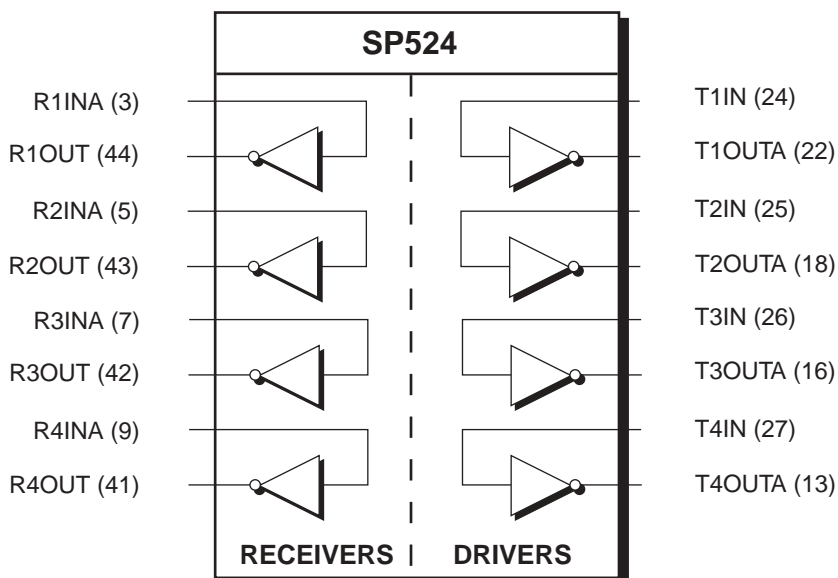 SP524
R1INA (3)
R1OUT (44)
R2INA (5)
R2OUT (43)
R3INA (7)
R3OUT (42)
R4INA (9)
R4OUT (41)
T1IN (24)
T1OUTA (22)
T2IN (25)
T2OUTA (18)
T3IN (26)
T3OUTA (16)
T4IN (27)
T4OUTA (13)
RECEIVERS
DRIVERS